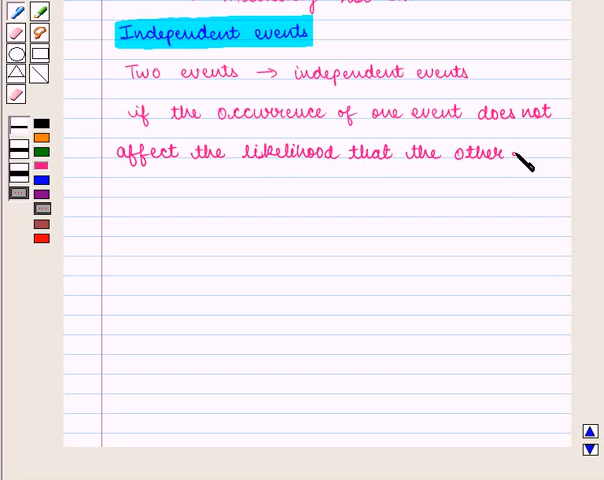 Independent events
Two events → independent events
if the occurrence of one event does not
affect the likelihood that the other